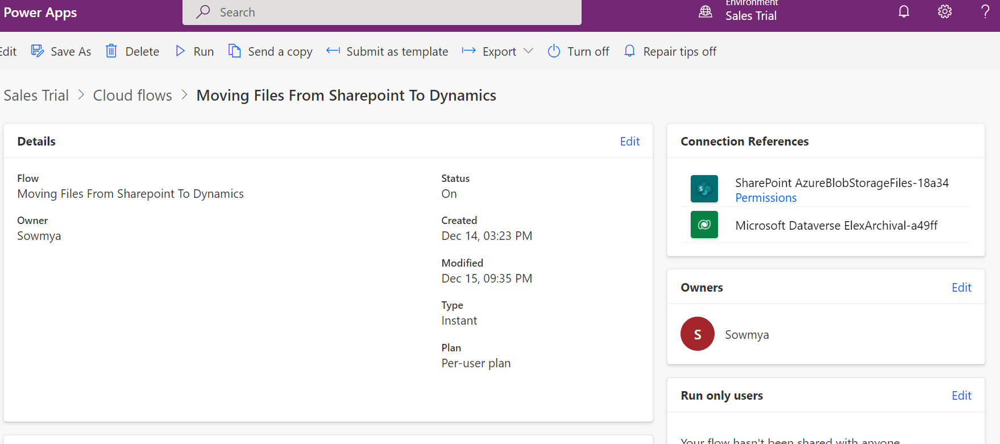 Power Apps
Search
Environment
Sales Trial
Edit
Save As
Delete
Run
Send a copy
Submit as template
Export
Turn off
Repair tips off
Sales Trial > Cloud flows > Moving Files From Sharepoint To Dynamics
Details
Edit
Flow
Moving Files From Sharepoint To Dynamics
Owner
Sowmya
Status
On
Created
Dec 14, 03:23 PM
Modified
Dec 15, 09:35 PM
Type
Instant
Plan
Per-user plan
Connection References
SharePoint AzureBlobStorageFiles-18a34
Permissions
Microsoft Dataverse ElexArchival-a49ff
Owners
Edit
S
Sowmya
Run only users
Edit
Your flow hasn't been shared with anyone